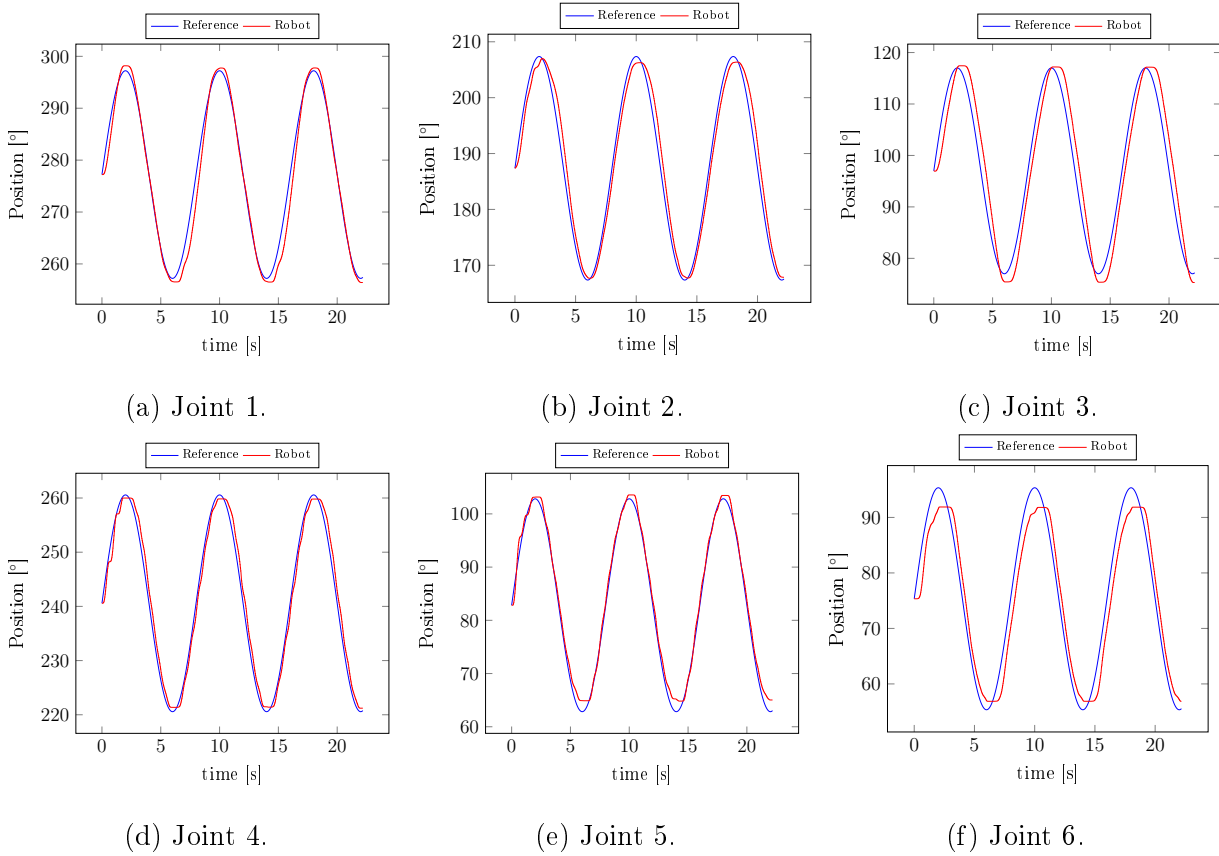 Reference Robot
300
290
280
270
260
0 5 10 15 20
time [s]
Position [°]
(a) Joint 1.
Reference Robot
210
200
190
180
170
0 5 10 15 20
time [s]
Position [°]
(b) Joint 2.
Reference Robot
120
100
80
0 5 10 15 20
time [s]
Position [°]
(c) Joint 3.
Reference Robot
260
250
240
230
220
0 5 10 15 20
time [s]
Position [°]
(d) Joint 4.
Reference Robot
100
80
60
0 5 10 15 20
time [s]
Position [°]
(e) Joint 5.
Reference Robot
90
80
70
60
0 5 10 15 20
time [s]
Position [°]
(f) Joint 6.